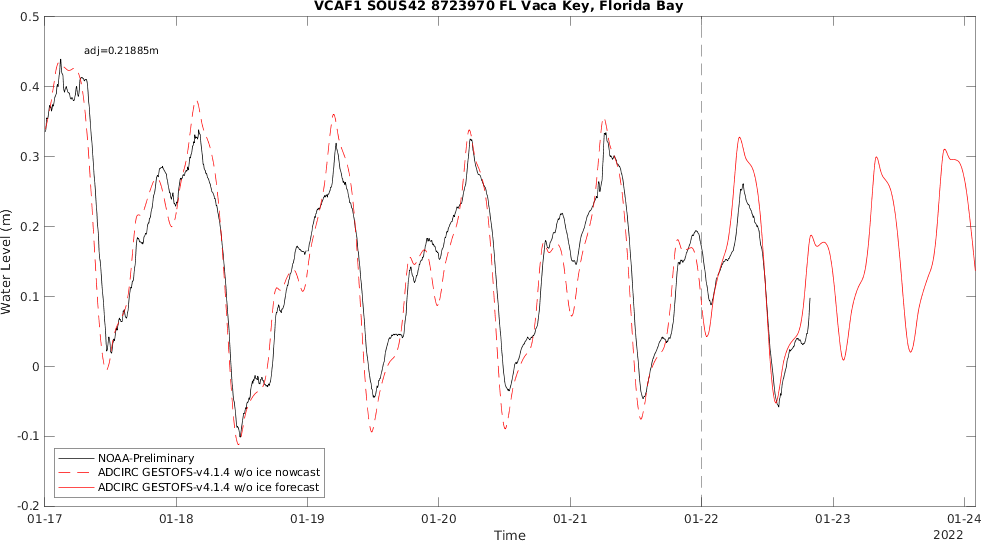 VCAF1 SOUS42 8723970 FL Vaca Key, Florida Bay
adj=0.21885m
0.5
0.4
0.3
0.2
0.1
0
-0.1
-0.2
Water Level (m)
NOAA-Preliminary
ADCIRC GESTOFS-v4.1.4 w/o ice nowcast
ADCIRC GESTOFS-v4.1.4 w/o ice forecast
01-17 01-18 01-19 01-20 01-21 01-22 01-23 01-24
Time
2022